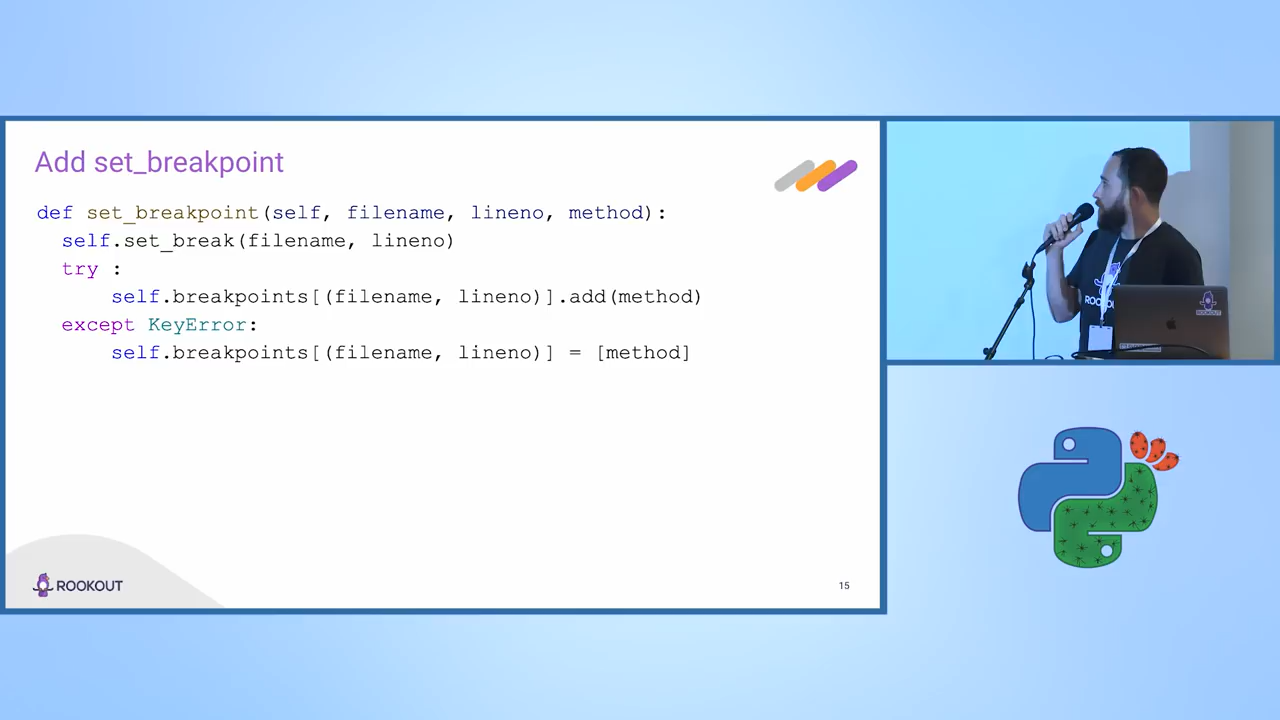 Add set_breakpoint
def set_breakpoint(self, filename, lineno, method):
self.set_break(filename, lineno)
try :
self.breakpoints[(filename, lineno)].add(method)
except KeyError:
self.breakpoints[(filename, lineno)] = [method]
ROOKOUT
15
ROOKOUT